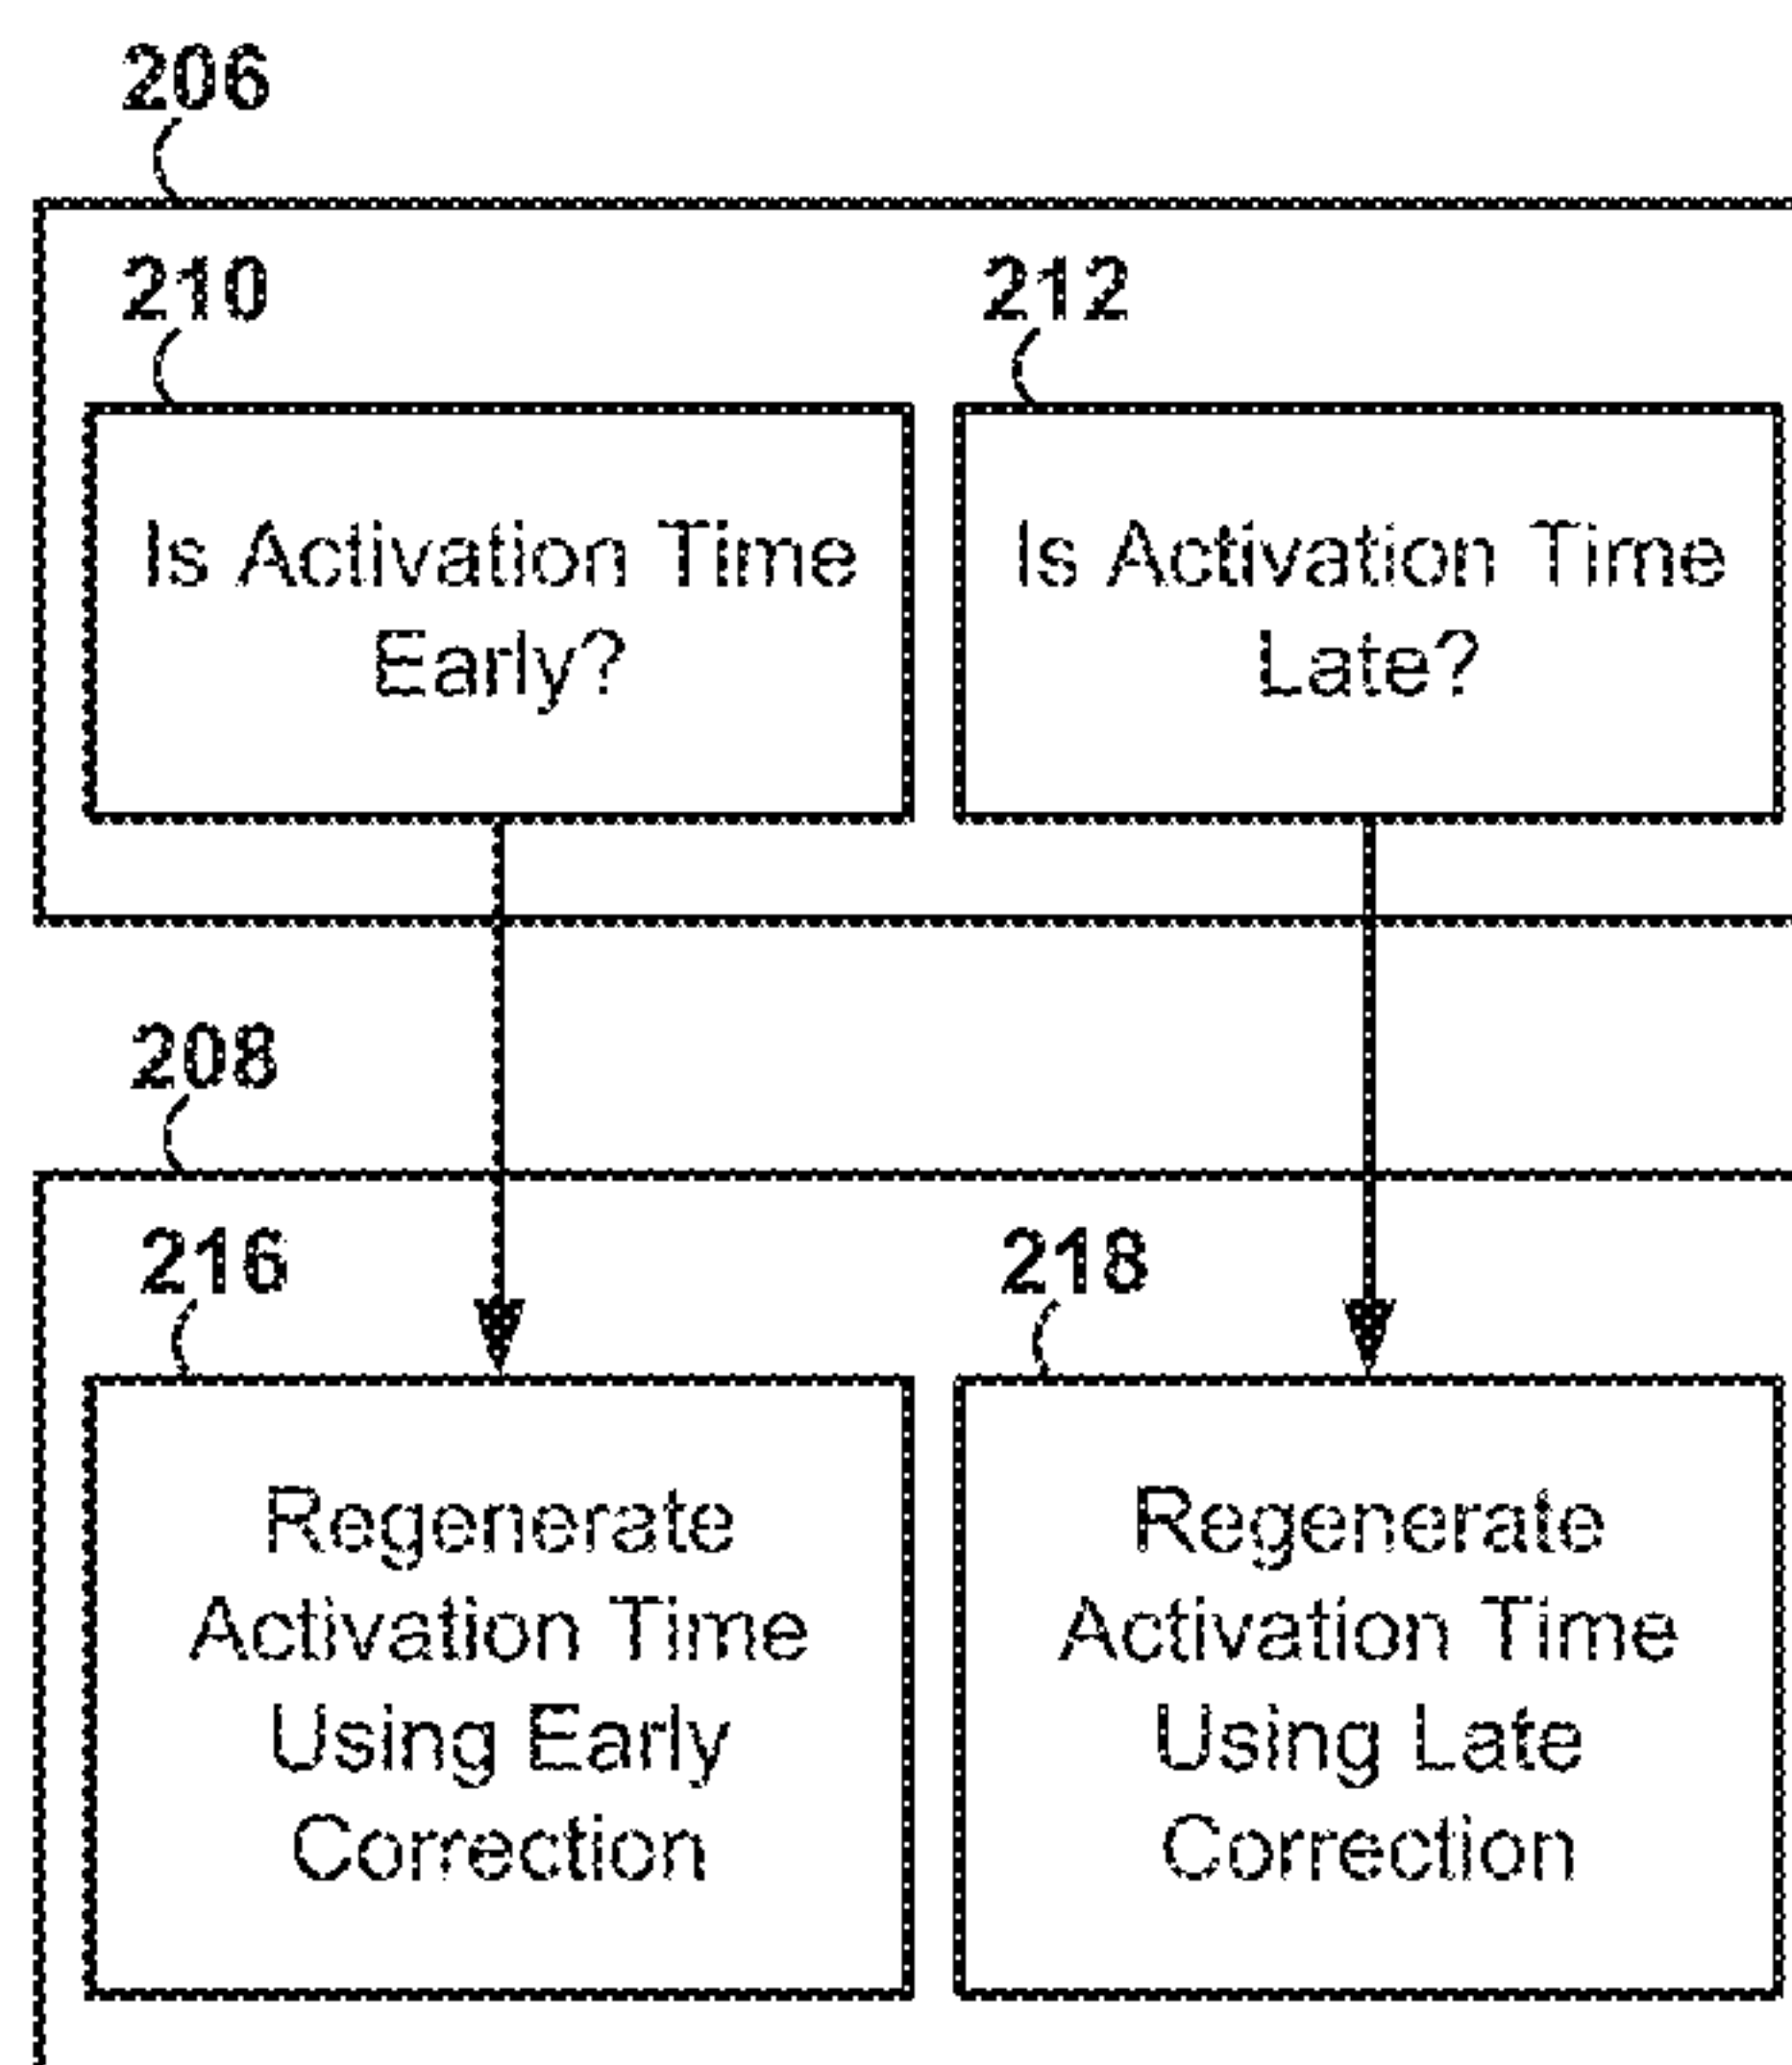 206
210
212
Is Activation Time
Early?
Is Activation Time
Late?
208
216
218
Regenerate
Activation Time
Using Early
Correction
Regenerate
Activation Time
Using Late
Correction